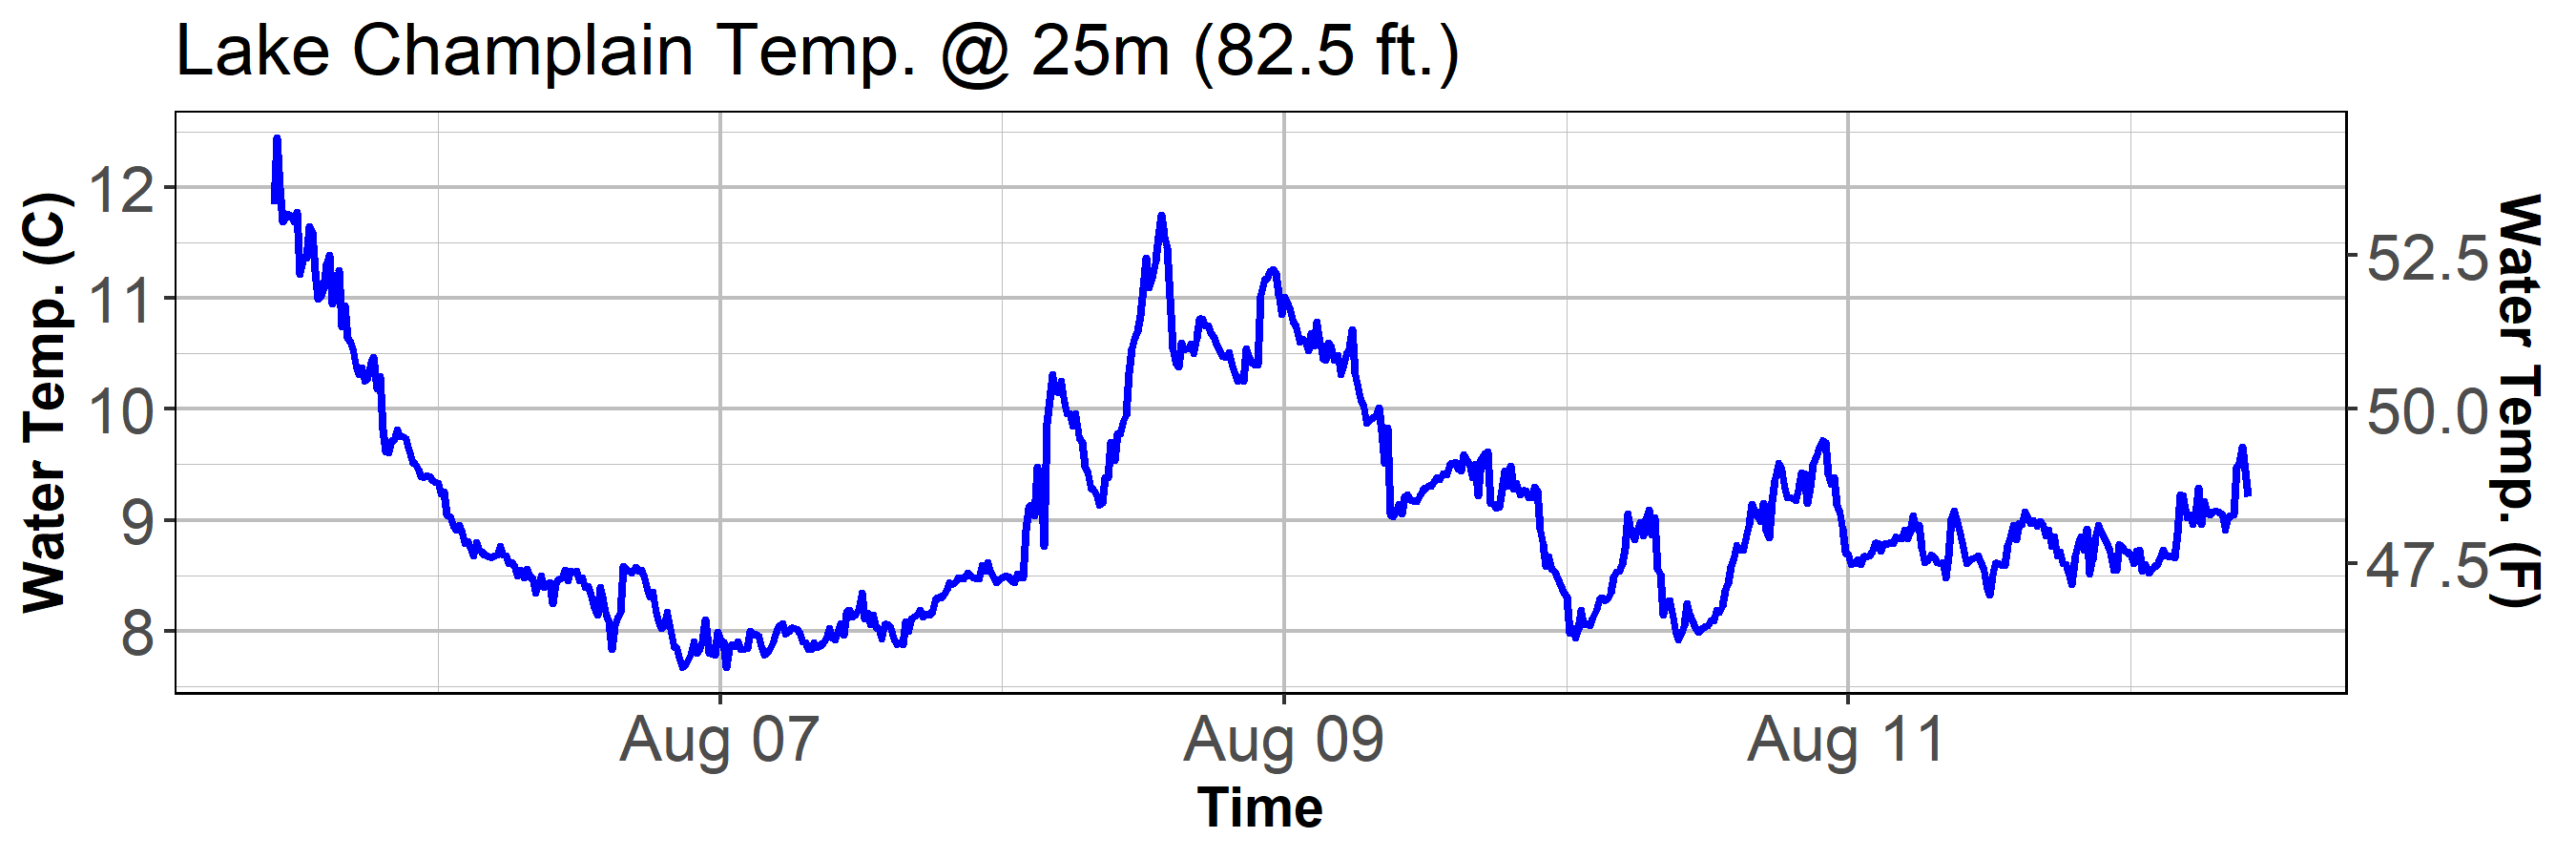 Lake Champlain Temp. @ 25m (82.5 ft.)
Water Temp. (C)
12
11
10
9
8
52.5
50.0
47.5
Water Temp. (F)
Aug 07
Aug 09
Aug 11
Time